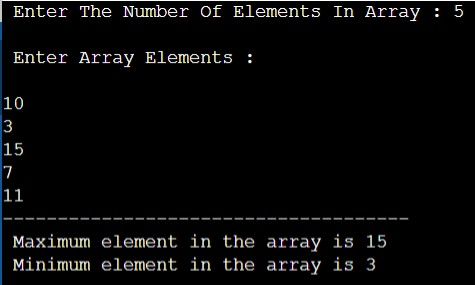 Enter The Number Of Elements In Array : 5
Enter Array Elements :
10
3
15
7
11
-------------------------------------
Maximum element in the array is 15
Minimum element in the array is 3